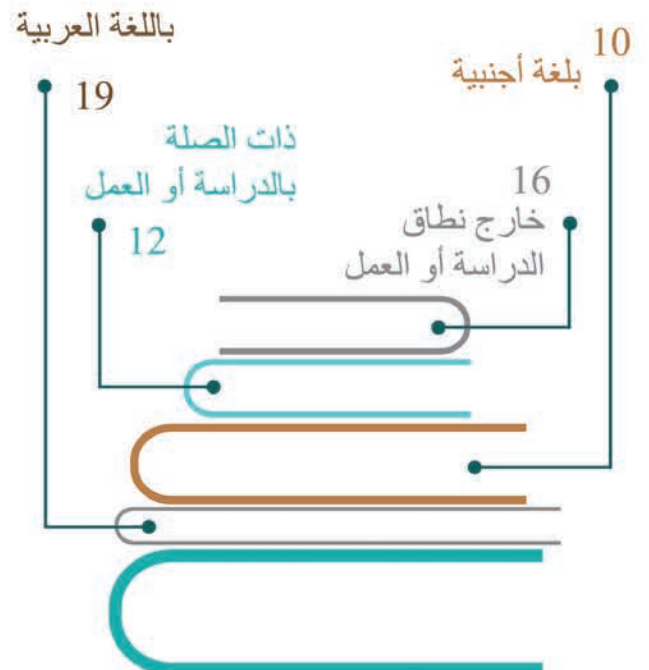 باللغة العربية
19
10
بلغة أجنبية
ذات الصلة
بالدراسة أو العمل
12
16
خارج نطاق
الدراسة أو العمل